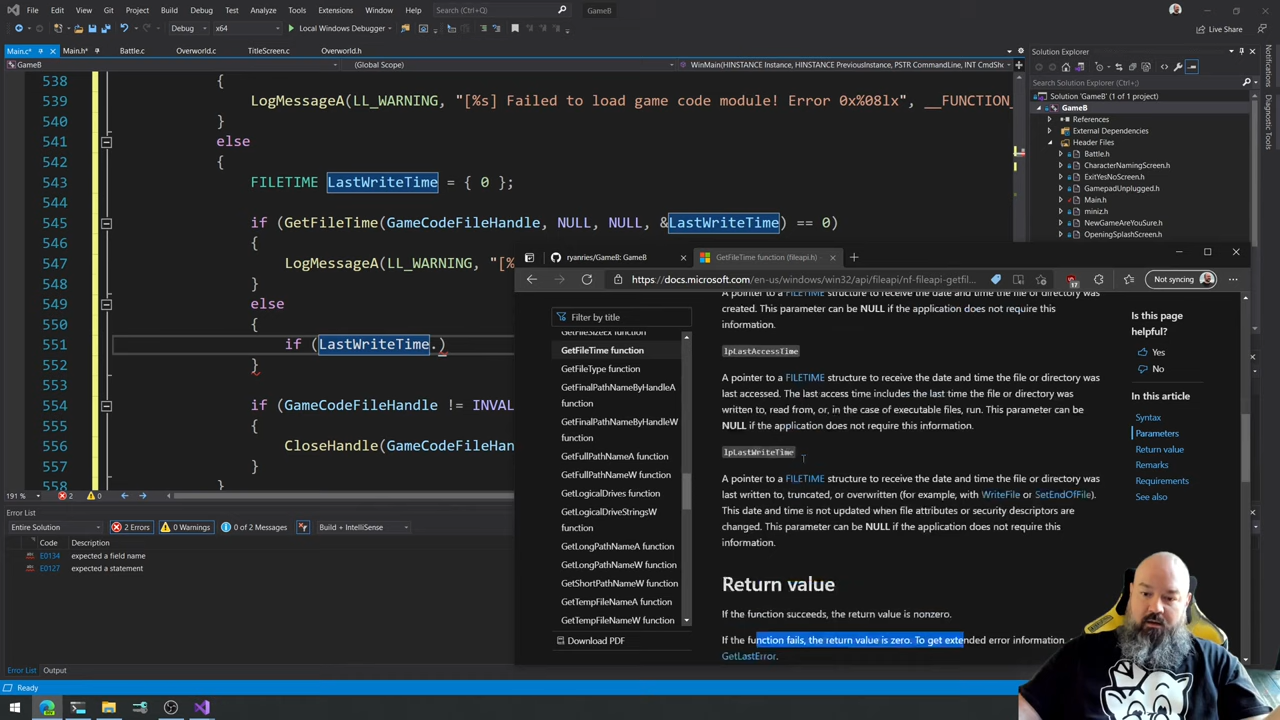 File Edit View Git Project Build Debug Test Analyze Tools Extensions Window Help Search (Ctrl+Q) GameB
Debug x64 Local Windows Debugger Live Share
Main.c* Main.h* Battle.c Overworld.c TitleScreen.c Overworld.h
GameB (Global Scope) WinMain(HINSTANCE Instance, HINSTANCE PreviousInstance, PSTR CommandLine, INT CmdSho
538 {
539 LogMessageA(LL_WARNING, "[%s] Failed to load game code module! Error 0x%08lx", __FUNCTION_
540 }
541 else
542 {
543 FILETIME LastWriteTime = { 0 };
544
545 if (GetFileTime(GameCodeFileHandle, NULL, NULL, &LastWriteTime) == 0)
546 {
547 LogMessageA(LL_WARNING, "[%
548 }
549 else
550 {
551 if (LastWriteTime.)
552 }
553
554 if (GameCodeFileHandle != INVAL
555 {
556 CloseHandle(GameCodeFileHand
557 }
558 }
191 % 2 0
Error List
Entire Solution 2 Errors 0 Warnings 0 of 2 Messages Build + IntelliSense
Code Description
E0134 expected a field name
E0127 expected a statement
Error List Output
Ready
Solution Explorer
Search Solution Explorer (Ctrl+;)
Solution 'GameB' (1 of 1 project)
GameB
References
External Dependencies
Header Files
Battle.h
CharacterNamingScreen.h
ExitYesNoScreen.h
GamepadUnplugged.h
Main.h
miniz.h
NewGameAreYouSure.h
OpeningSplashScreen.h
Notifications
Diagnostic Tools
ryanries/GameB: GameB GetFileTime function (fileapi.h)
https://docs.microsoft.com/en-us/windows/win32/api/fileapi/nf-fileapi-getfile... 17 Not syncing
Filter by title
GetFileSizeEx function
GetFileTime function
GetFileType function
GetFinalPathNameByHandleA
function
GetFinalPathNameByHandleW
function
GetFullPathNameA function
GetFullPathNameW function
GetLogicalDrives function
GetLogicalDriveStringsW
function
GetLongPathNameA function
GetLongPathNameW function
GetShortPathNameW function
GetTempFileNameA function
GetTempFileNameW function
Download PDF
A pointer to a FILETIME structure to receive the date and time the file or directory was
created. This parameter can be NULL if the application does not require this
information.
lpLastAccessTime
A pointer to a FILETIME structure to receive the date and time the file or directory was
last accessed. The last access time includes the last time the file or directory was
written to, read from, or, in the case of executable files, run. This parameter can be
NULL if the application does not require this information.
lpLastWriteTime
A pointer to a FILETIME structure to receive the date and time the file or directory was
last written to, truncated, or overwritten (for example, with WriteFile or SetEndOfFile).
This date and time is not updated when file attributes or security descriptors are
changed. This parameter can be NULL if the application does not require this
information.
Return value
If the function succeeds, the return value is nonzero.
If the function fails, the return value is zero. To get extended error information,
GetLastError.
Is this page
helpful?
Yes
No
In this article
Syntax
Parameters
Return value
Remarks
Requirements
See also